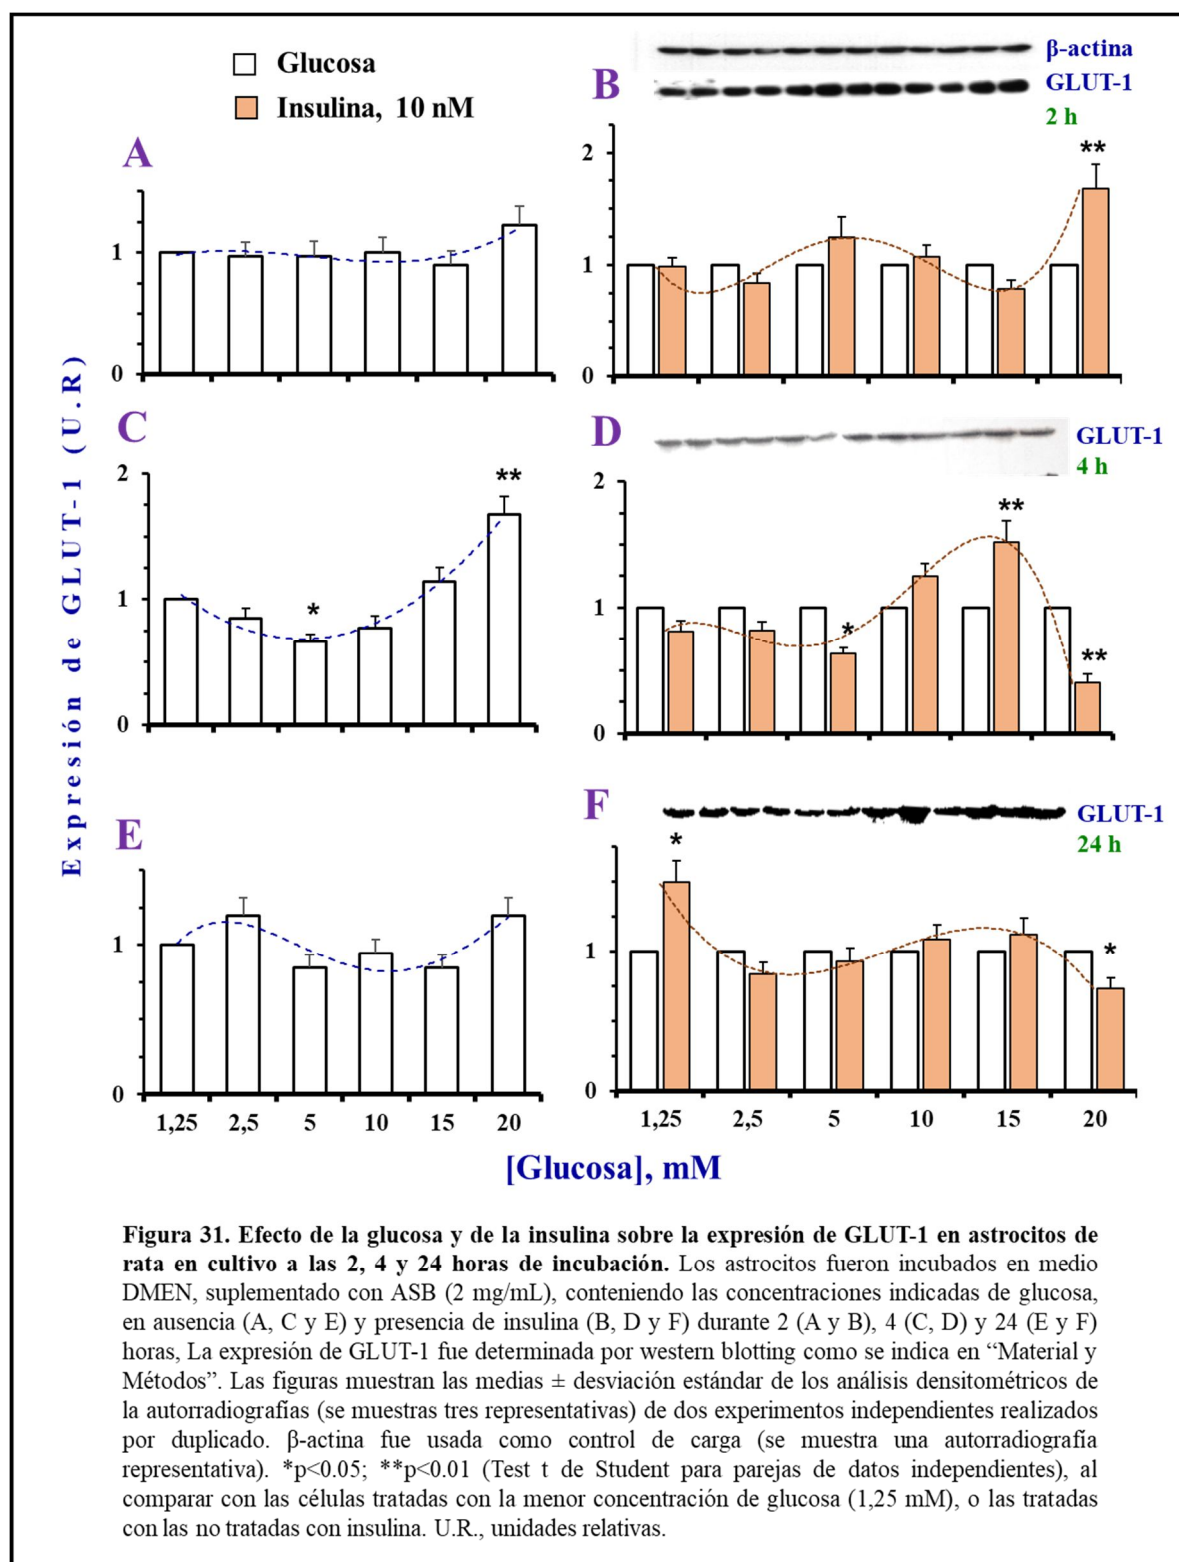 Glucosa
Insulina, 10 nM
β-actina
GLUT-1
2 h
B
A
2
**
1
0
1
0
C
D
GLUT-1
4 h
2
**
*
1
0
2
**
*
**
1
0
E
F
GLUT-1
24 h
*
*
1
0
1
0
Expresión de GLUT-1 (U.R)
1,25 2,5 5 10 15 20
1,25 2,5 5 10 15 20
[Glucosa], mM
Figura 31. Efecto de la glucosa y de la insulina sobre la expresión de GLUT-1 en astrocitos de
rata en cultivo a las 2, 4 y 24 horas de incubación. Los astrocitos fueron incubados en medio
DMEN, suplementado con ASB (2 mg/mL), conteniendo las concentraciones indicadas de glucosa,
en ausencia (A, C y E) y presencia de insulina (B, D y F) durante 2 (A y B), 4 (C, D) y 24 (E y F)
horas, La expresión de GLUT-1 fue determinada por western blotting como se indica en “Material y
Métodos”. Las figuras muestran las medias ± desviación estándar de los análisis densitométricos de
la autorradiografías (se muestras tres representativas) de dos experimentos independientes realizados
por duplicado. β-actina fue usada como control de carga (se muestra una autorradiografía
representativa). *p<0.05; **p<0.01 (Test t de Student para parejas de datos independientes), al
comparar con las células tratadas con la menor concentración de glucosa (1,25 mM), o las tratadas
con las no tratadas con insulina. U.R., unidades relativas.